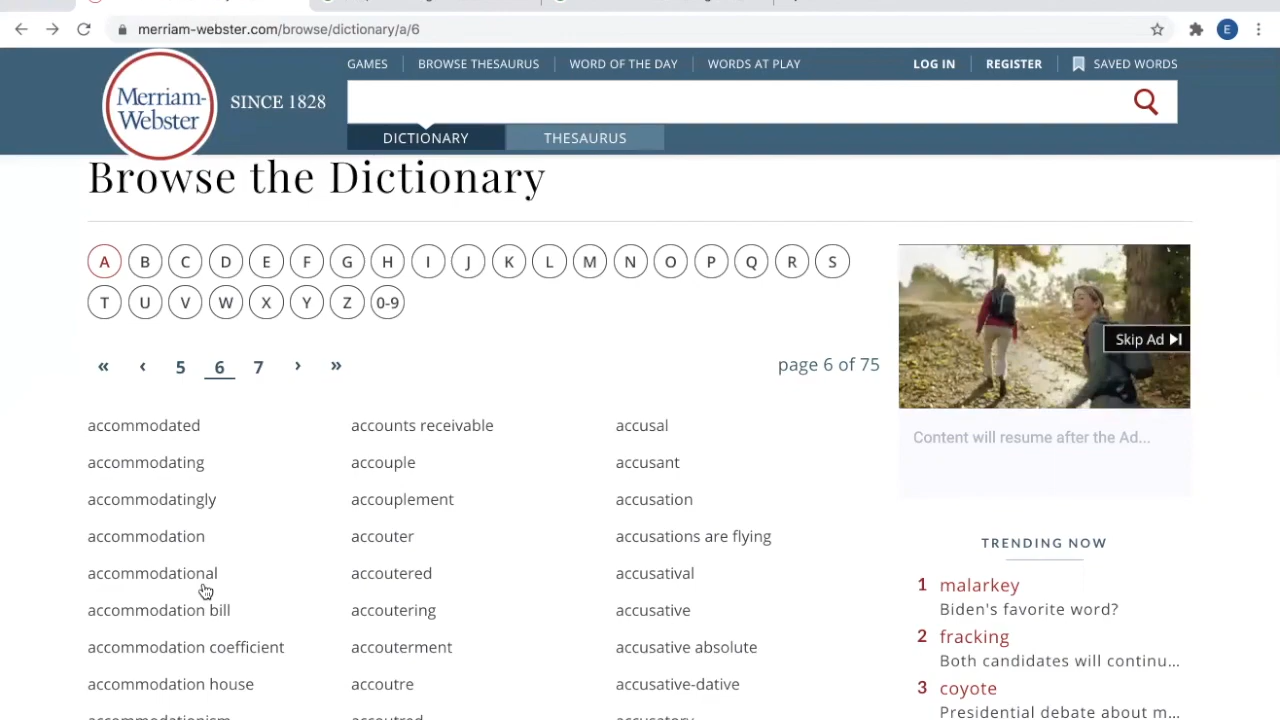 merriam-webster.com/browse/dictionary/a/6
E
GAMES
BROWSE THESAURUS
WORD OF THE DAY
WORDS AT PLAY
LOG IN
REGISTER
SAVED WORDS
Merriam-
Webster
SINCE 1828
DICTIONARY
THESAURUS
Browse the Dictionary
A B C D E F G H I J K L M N O P Q R S
T U V W X Y Z 0-9
« ‹ 5 6 7 › »
page 6 of 75
accommodated
accommodating
accommodatingly
accommodation
accommodational
accommodation bill
accommodation coefficient
accommodation house
accommodationism
accounts receivable
accouple
accouplement
accouter
accoutered
accoutering
accouterment
accoutre
accoutred
accusal
accusant
accusation
accusations are flying
accusatival
accusative
accusative absolute
accusative-dative
accusatory
Skip Ad
Content will resume after the Ad...
TRENDING NOW
1 malarkey
Biden's favorite word?
2 fracking
Both candidates will continu...
3 coyote
Presidential debate about m...